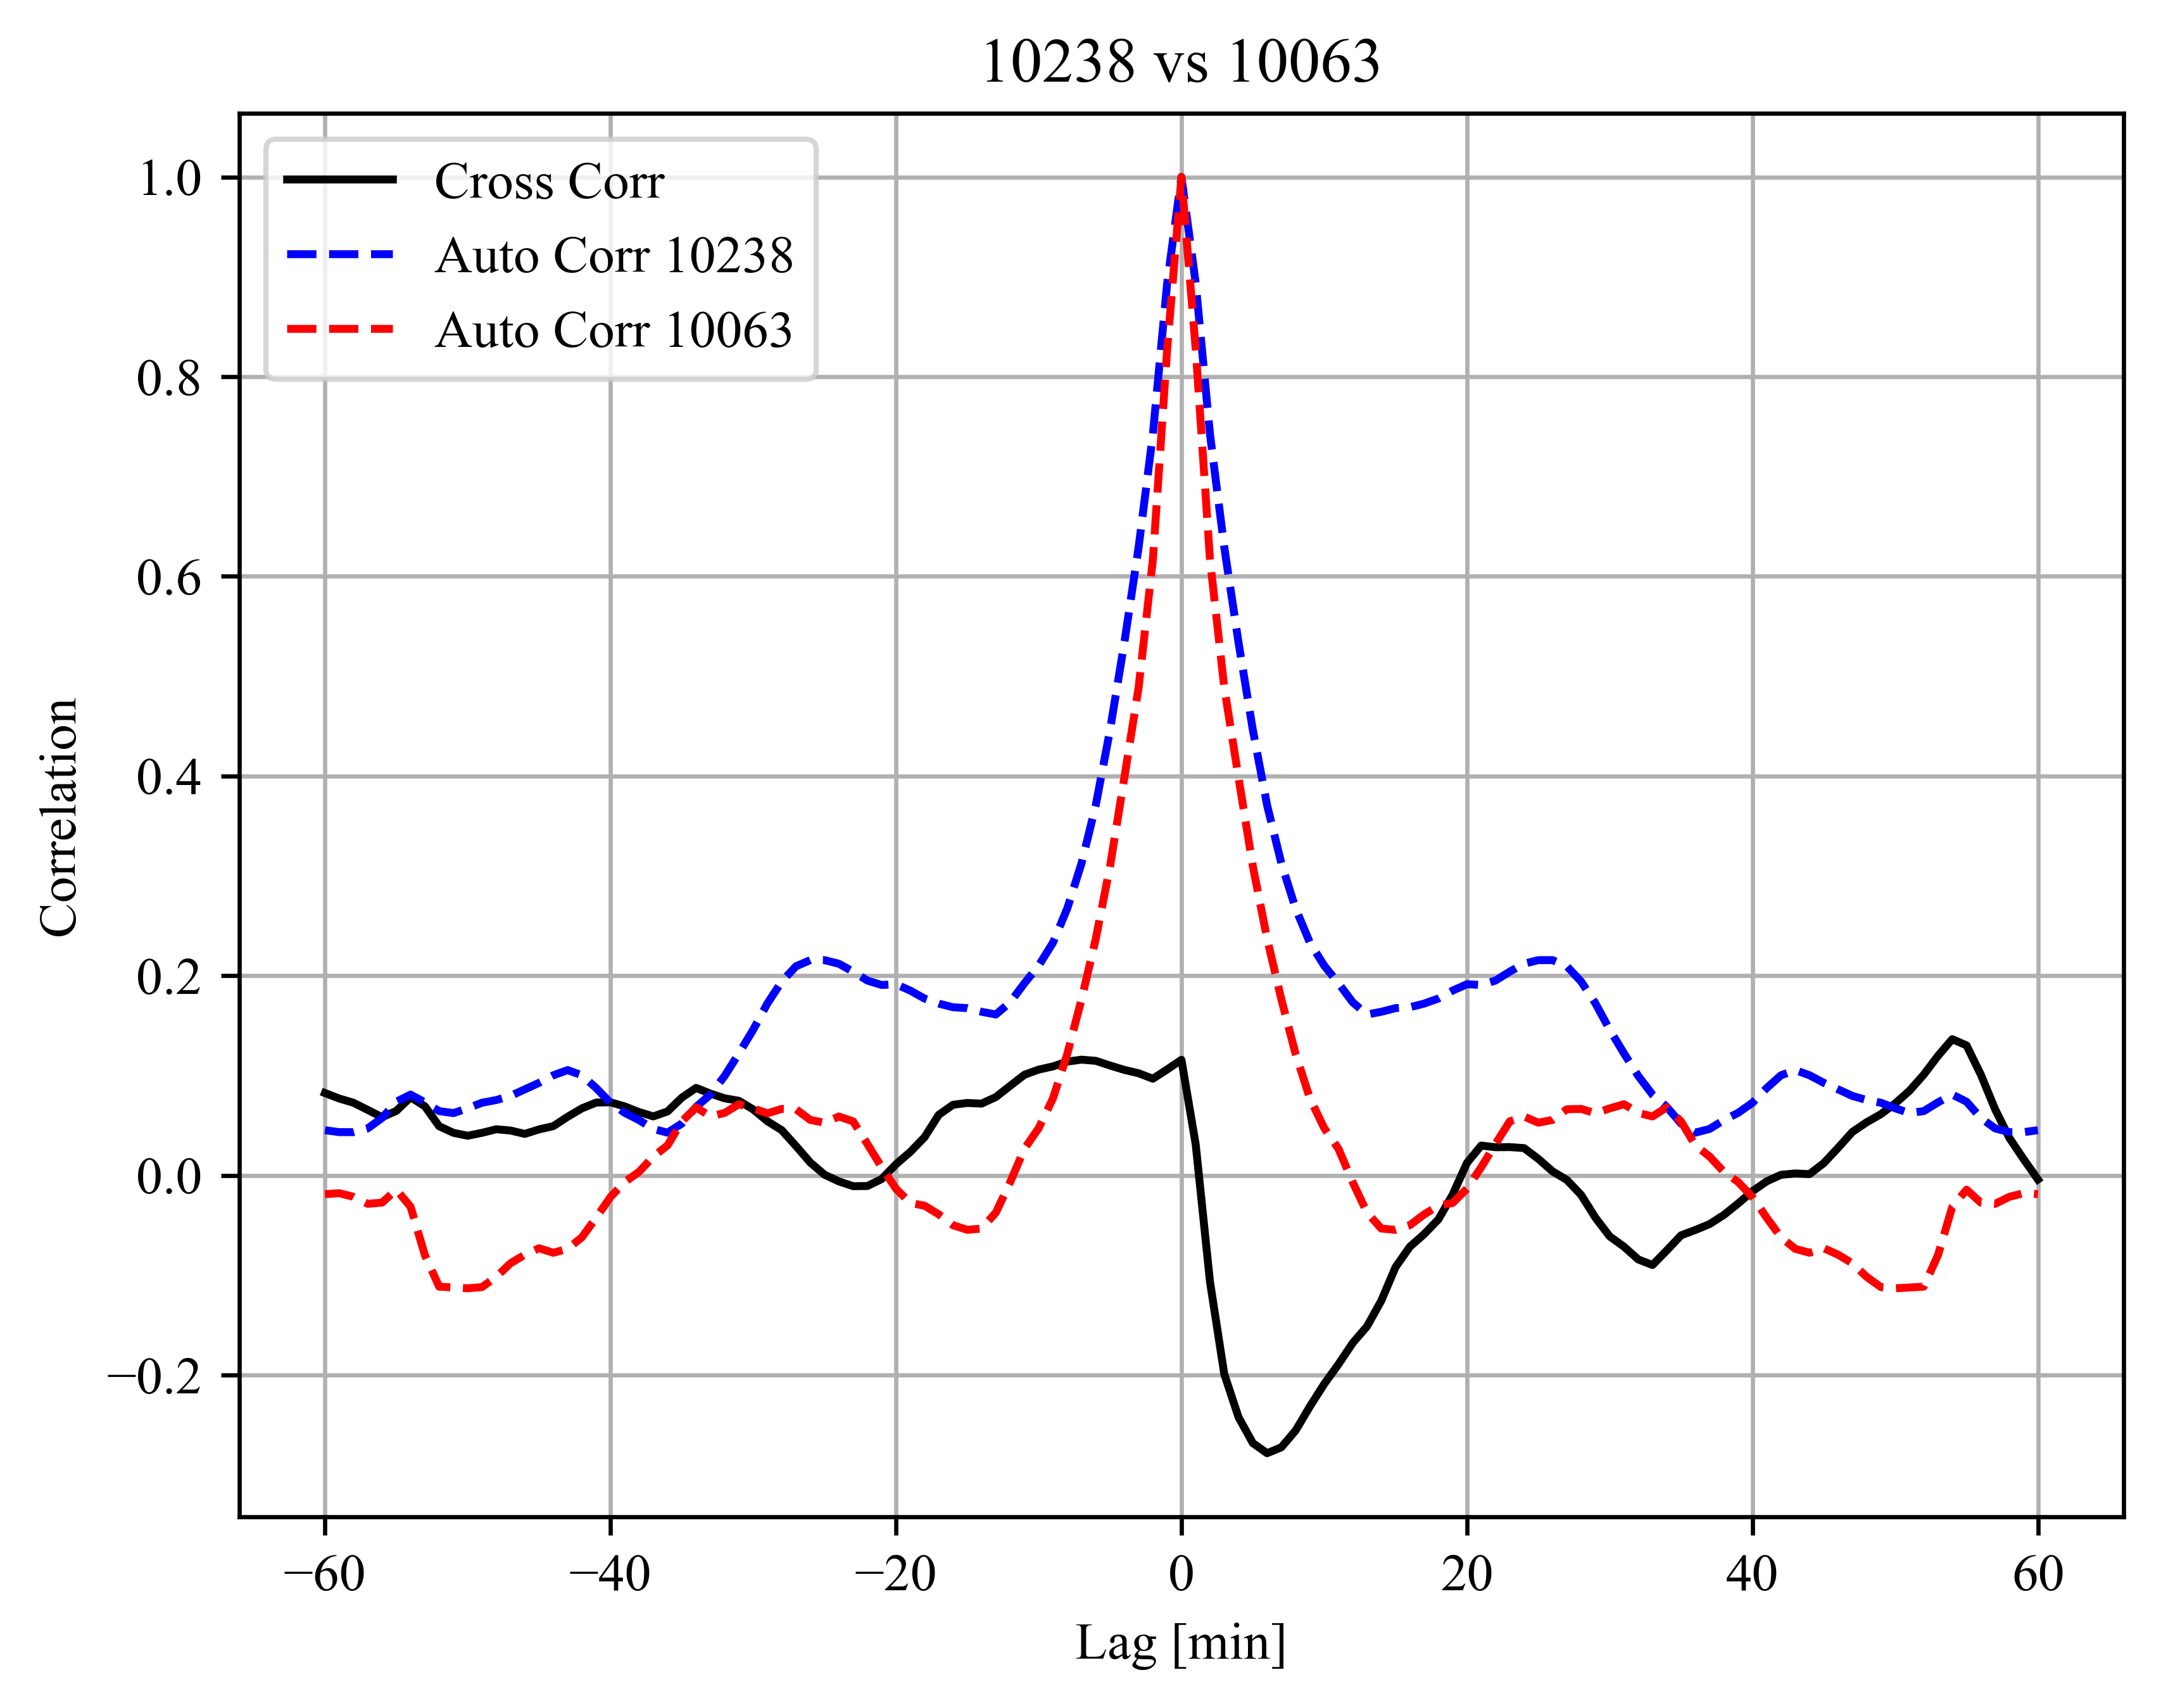 10238 vs 10063
Cross Corr
Auto Corr 10238
Auto Corr 10063
1.0
0.8
0.6
0.4
0.2
0.0
−0.2
Correlation
−60 −40 −20 0 20 40 60
Lag [min]